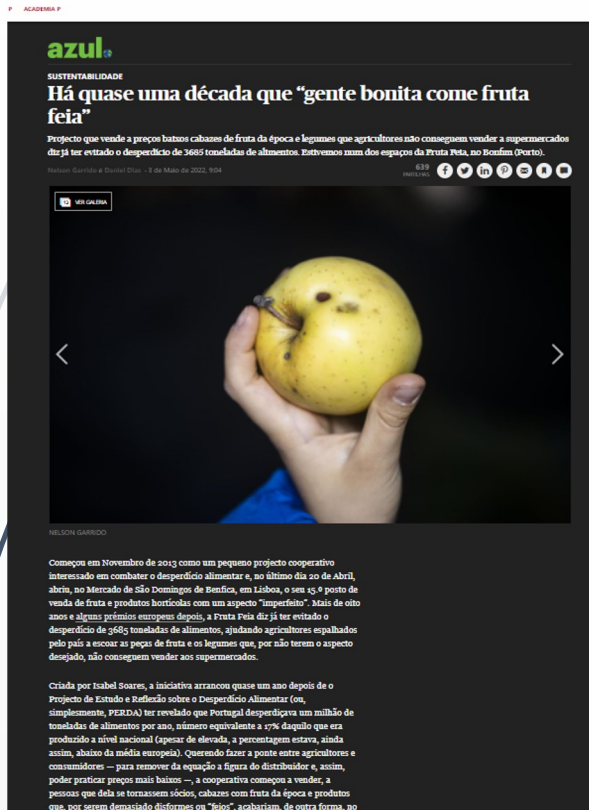 P ACADEMIA P
azul.
SUSTENTABILIDADE
Há quase uma década que “gente bonita come fruta
feia”
Projecto que vende a preços baixos cabazes de fruta da época e legumes que agricultores não conseguem vender a supermercados
diz já ter evitado o desperdício de 3685 toneladas de alimentos. Estivemos num dos espaços da Fruta Feia, no Bonfim (Porto).
Nelson Garrido e Daniel Dias - 3 de Maio de 2022, 9:04
639
PARTILHAS
VER GALERIA
NELSON GARRIDO
Começou em Novembro de 2013 como um pequeno projecto cooperativo
interessado em combater o desperdício alimentar e, no último dia 20 de Abril,
abriu, no Mercado de São Domingos de Benfica, em Lisboa, o seu 15.º posto de
venda de fruta e produtos hortícolas com um aspecto “imperfeito”. Mais de oito
anos e alguns prémios europeus depois, a Fruta Feia diz já ter evitado o
desperdício de 3685 toneladas de alimentos, ajudando agricultores espalhados
pelo país a escoar as peças de fruta e os legumes que, por não terem o aspecto
desejado, não conseguem vender aos supermercados.
Criada por Isabel Soares, a iniciativa arrancou quase um ano depois de o
Projecto de Estudo e Reflexão sobre o Desperdício Alimentar (ou,
simplesmente, PERDA) ter revelado que Portugal desperdiçava um milhão de
toneladas de alimentos por ano, número equivalente a 17% daquilo que era
produzido a nível nacional (apesar de elevada, a percentagem estava, ainda
assim, abaixo da média europeia). Querendo fazer a ponte entre agricultores e
consumidores — para remover da equação a figura do distribuidor e, assim,
poder praticar preços mais baixos —, a cooperativa começou a vender, a
pessoas que dela se tornassem sócios, cabazes com fruta da época e produtos
que, por serem demasiado disformes ou “feios”, acabariam, de outra forma, no